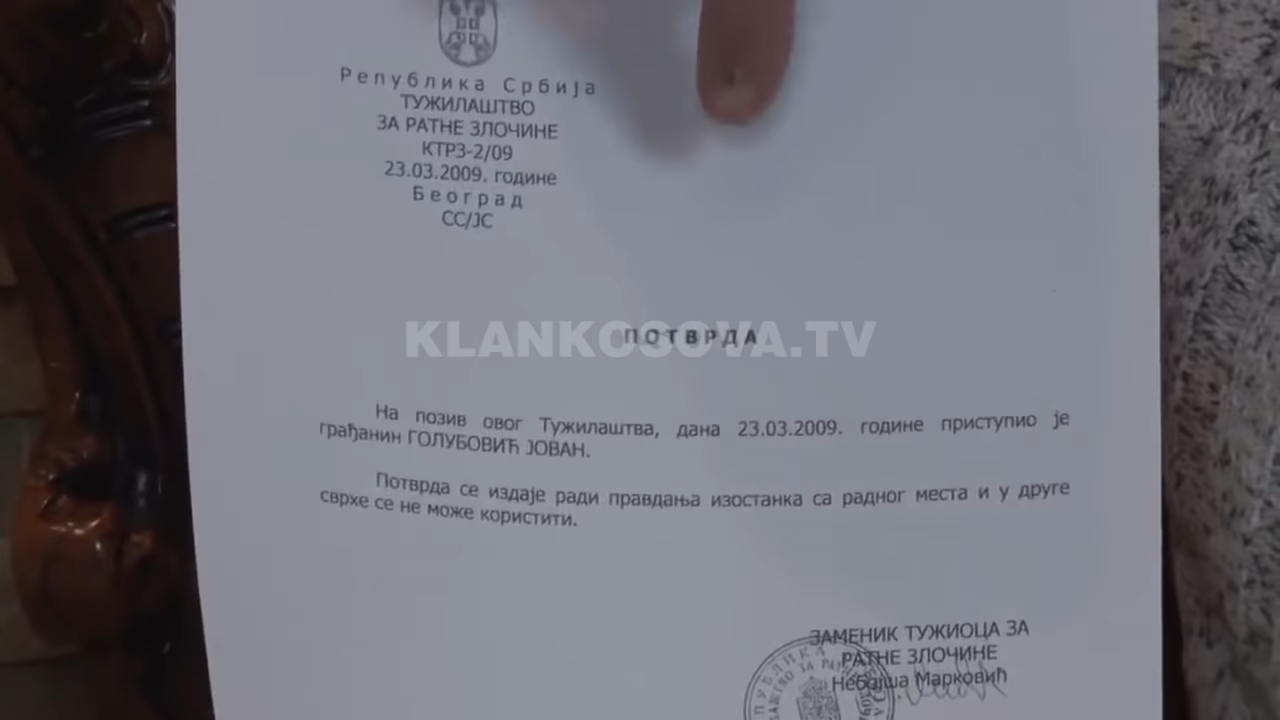 Република Србија
ТУЖИЛАШТВО
ЗА РАТНЕ ЗЛОЧИНЕ
КТРЗ-2/09
23.03.2009. године
Београд
СС/ЈС
ПОТВРДА
KLANKOSOVA.TV
На позив овог Тужилаштва, дана 23.03.2009. године приступио је
грађанин ГОЛУБОВИЋ ЈОВАН.
Потврда се издаје ради правдања изостанка са радног места и у друге
сврхе се не може користити.
ЗАМЕНИК ТУЖИОЦА ЗА
РАТНЕ ЗЛОЧИНЕ
Небојша Марковић